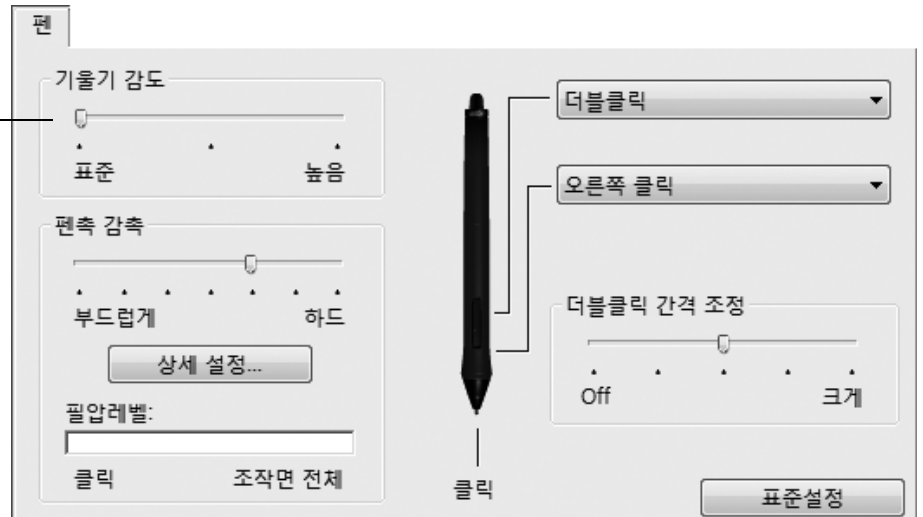 펜
기울기 감도
표준
높음
펜촉 감촉
부드럽게
하드
상세 설정...
필압레벨:
클릭
조작면 전체
더블클릭
오른쪽 클릭
클릭
더블클릭 간격 조정
Off
크게
표준설정